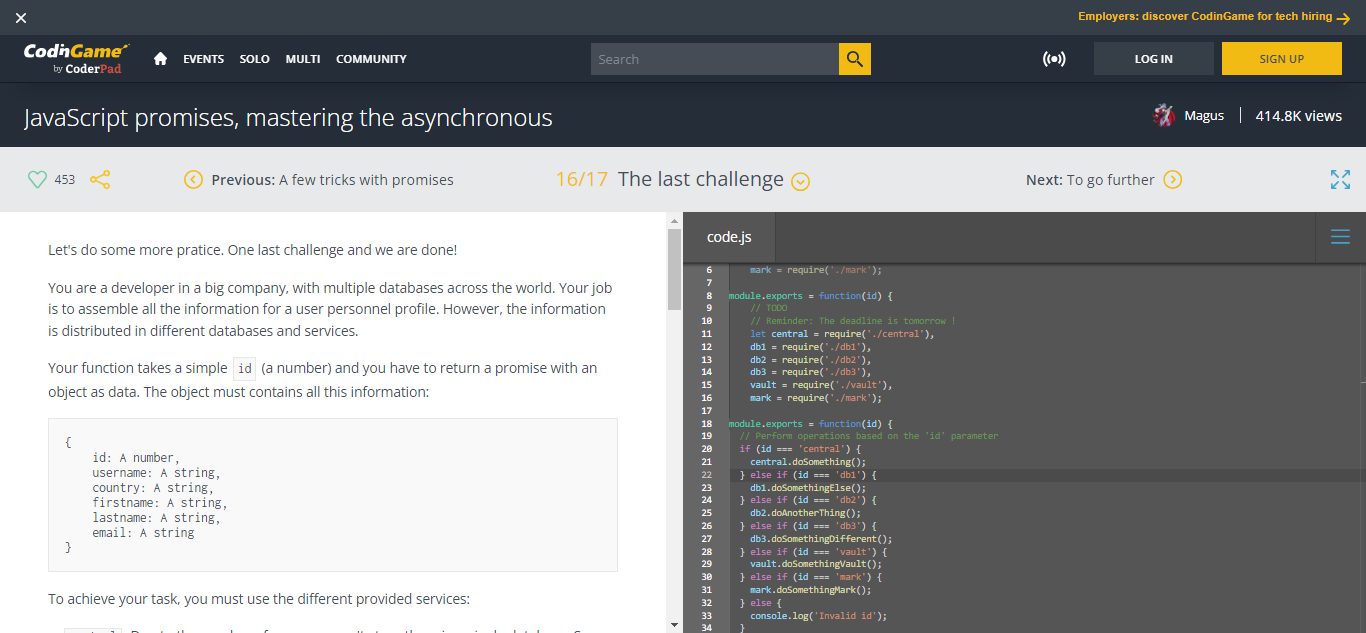 Employers: discover CodinGame for tech hiring
CodinGame
by CoderPad
EVENTS SOLO MULTI COMMUNITY
Search
LOG IN
SIGN UP
JavaScript promises, mastering the asynchronous
Magus
414.8K views
453
Previous: A few tricks with promises
16/17 The last challenge
Next: To go further
Let's do some more pratice. One last challenge and we are done!
You are a developer in a big company, with multiple databases across the world. Your job
is to assemble all the information for a user personnel profile. However, the information
is distributed in different databases and services.
Your function takes a simple id (a number) and you have to return a promise with an
object as data. The object must contains all this information:
{
id: A number,
username: A string,
country: A string,
firstname: A string,
lastname: A string,
email: A string
}
To achieve your task, you must use the different provided services:
code.js
6 mark = require('./mark');
7
8 module.exports = function(id) {
9 // TODO
10 // Reminder: The deadline is tomorrow !
11 let central = require('./central'),
12 db1 = require('./db1'),
13 db2 = require('./db2'),
14 db3 = require('./db3'),
15 vault = require('./vault'),
16 mark = require('./mark');
17
18 module.exports = function(id) {
19 // Perform operations based on the 'id' parameter
20 if (id === 'central') {
21 central.doSomething();
22 } else if (id === 'db1') {
23 db1.doSomethingElse();
24 } else if (id === 'db2') {
25 db2.doAnotherThing();
26 } else if (id === 'db3') {
27 db3.doSomethingDifferent();
28 } else if (id === 'vault') {
29 vault.doSomethingVault();
30 } else if (id === 'mark') {
31 mark.doSomethingMark();
32 } else {
33 console.log('Invalid id');
34 }